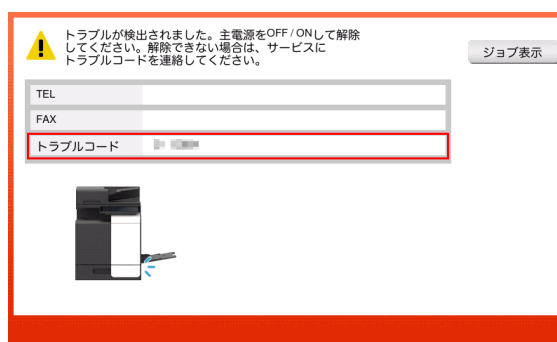 トラブルが検出されました。主電源をOFF / ONして解除
してください。解除できない場合は、サービスに
トラブルコードを連絡してください。
ジョブ表示
TEL
FAX
トラブルコード